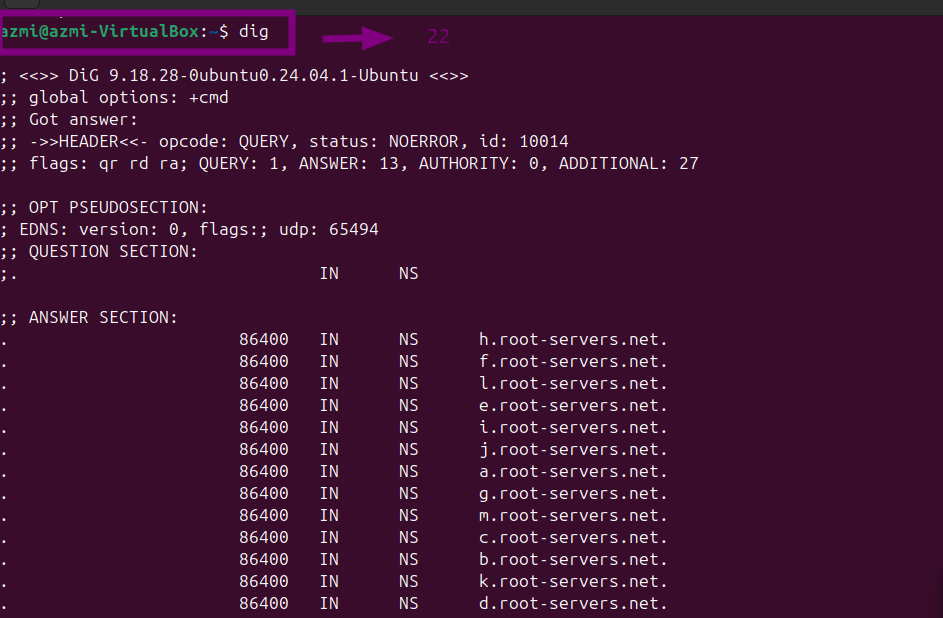 azmi@azmi-VirtualBox:~$ dig
22
; <<>> DiG 9.18.28-0ubuntu0.24.04.1-Ubuntu <<>>
;; global options: +cmd
;; Got answer:
;; ->>HEADER<<- opcode: QUERY, status: NOERROR, id: 10014
;; flags: qr rd ra; QUERY: 1, ANSWER: 13, AUTHORITY: 0, ADDITIONAL: 27
;; OPT PSEUDOSECTION:
; EDNS: version: 0, flags:; udp: 65494
;; QUESTION SECTION:
;. IN NS
;; ANSWER SECTION:
. 86400 IN NS h.root-servers.net.
. 86400 IN NS f.root-servers.net.
. 86400 IN NS l.root-servers.net.
. 86400 IN NS e.root-servers.net.
. 86400 IN NS i.root-servers.net.
. 86400 IN NS j.root-servers.net.
. 86400 IN NS a.root-servers.net.
. 86400 IN NS g.root-servers.net.
. 86400 IN NS m.root-servers.net.
. 86400 IN NS c.root-servers.net.
. 86400 IN NS b.root-servers.net.
. 86400 IN NS k.root-servers.net.
. 86400 IN NS d.root-servers.net.